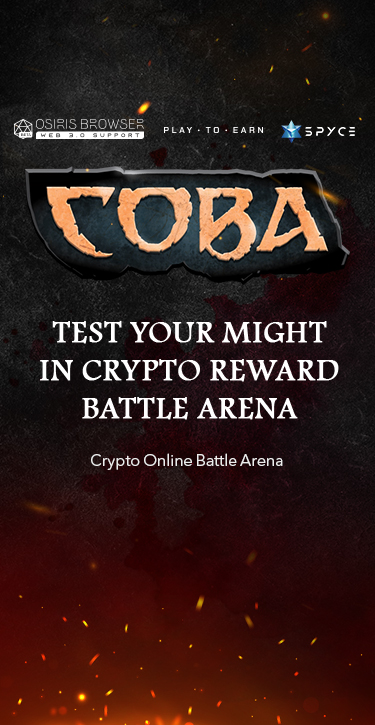 OSIRIS BROWSER
WEB 3.0 SUPPORT
PLAY · TO · EARN
SPYCE
COBA
TEST YOUR MIGHT
IN CRYPTO REWARD
BATTLE ARENA
Crypto Online Battle Arena